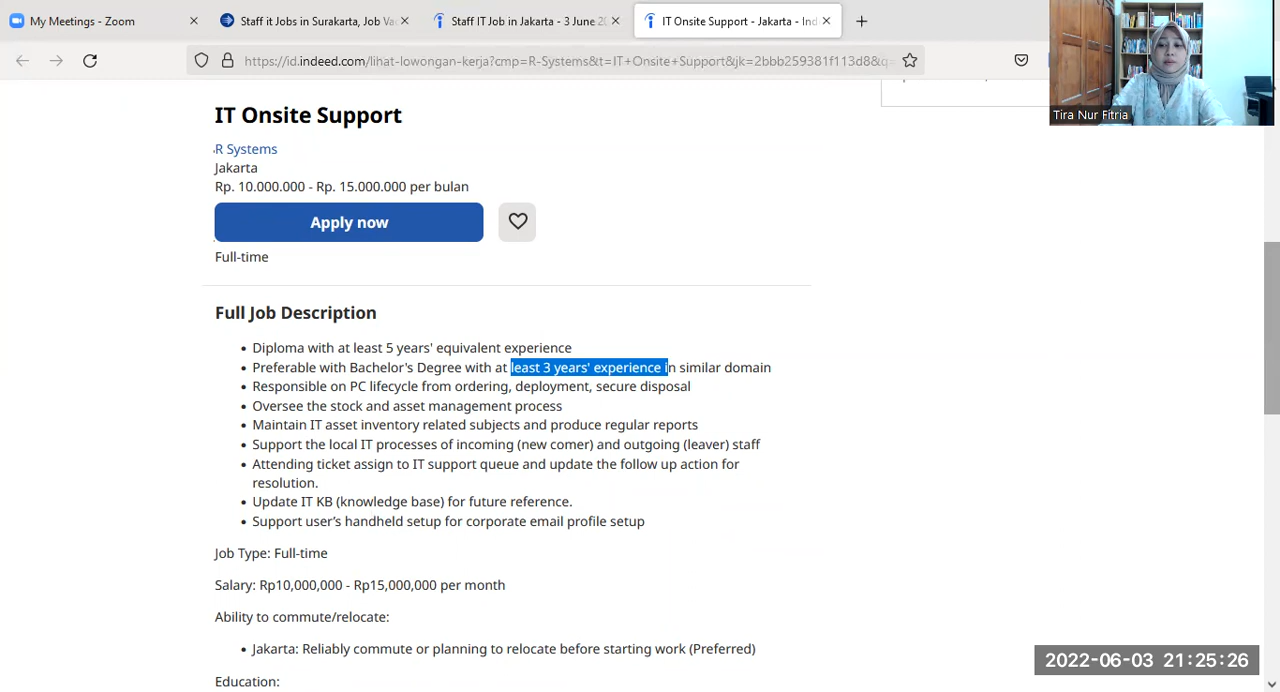 My Meetings - Zoom
Staff it Jobs in Surakarta, Job Va
Staff IT Job in Jakarta - 3 June 20
IT Onsite Support - Jakarta - Ind
https://id.indeed.com/lihat-lowongan-kerja?cmp=R-Systems&t=IT+Onsite+Support&jk=2bbb259381f113d8&q=
Tira Nur Fitria
IT Onsite Support
R Systems
Jakarta
Rp. 10.000.000 - Rp. 15.000.000 per bulan
Apply now
Full-time
Full Job Description
• Diploma with at least 5 years' equivalent experience
• Preferable with Bachelor's Degree with at least 3 years' experience in similar domain
• Responsible on PC lifecycle from ordering, deployment, secure disposal
• Oversee the stock and asset management process
• Maintain IT asset inventory related subjects and produce regular reports
• Support the local IT processes of incoming (new comer) and outgoing (leaver) staff
• Attending ticket assign to IT support queue and update the follow up action for
resolution.
• Update IT KB (knowledge base) for future reference.
• Support user's handheld setup for corporate email profile setup
Job Type: Full-time
Salary: Rp10,000,000 - Rp15,000,000 per month
Ability to commute/relocate:
• Jakarta: Reliably commute or planning to relocate before starting work (Preferred)
Education:
2022-06-03 21:25:26